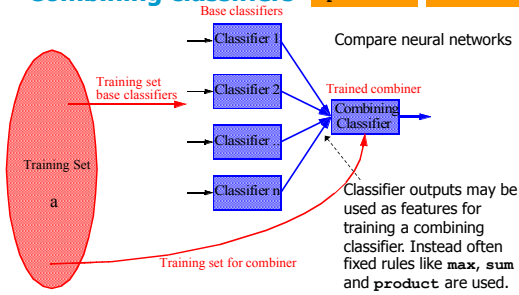 Combining Classifiers
Base classifiers
Classifier 1
Compare neural networks
Training set
base classifiers
Classifier 2
Trained combiner
Combining
Classifier
Classifier ..
Training Set
a
Classifier n
Classifier outputs may be
used as features for
training a combining
classifier. Instead often
fixed rules like max, sum
and product are used.
Training set for combiner